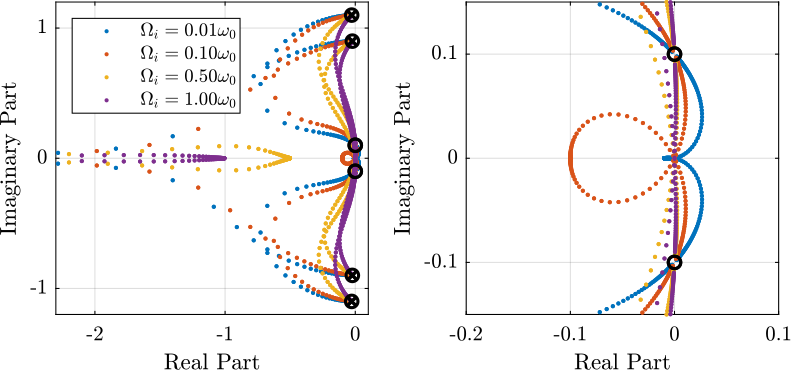 1
0
-1
Imaginary Part
Ωᵢ = 0.01ω₀
Ωᵢ = 0.10ω₀
Ωᵢ = 0.50ω₀
Ωᵢ = 1.00ω₀
-2
-1
0
Real Part
0.1
0
-0.1
Imaginary Part
-0.2
-0.1
0
0.1
Real Part